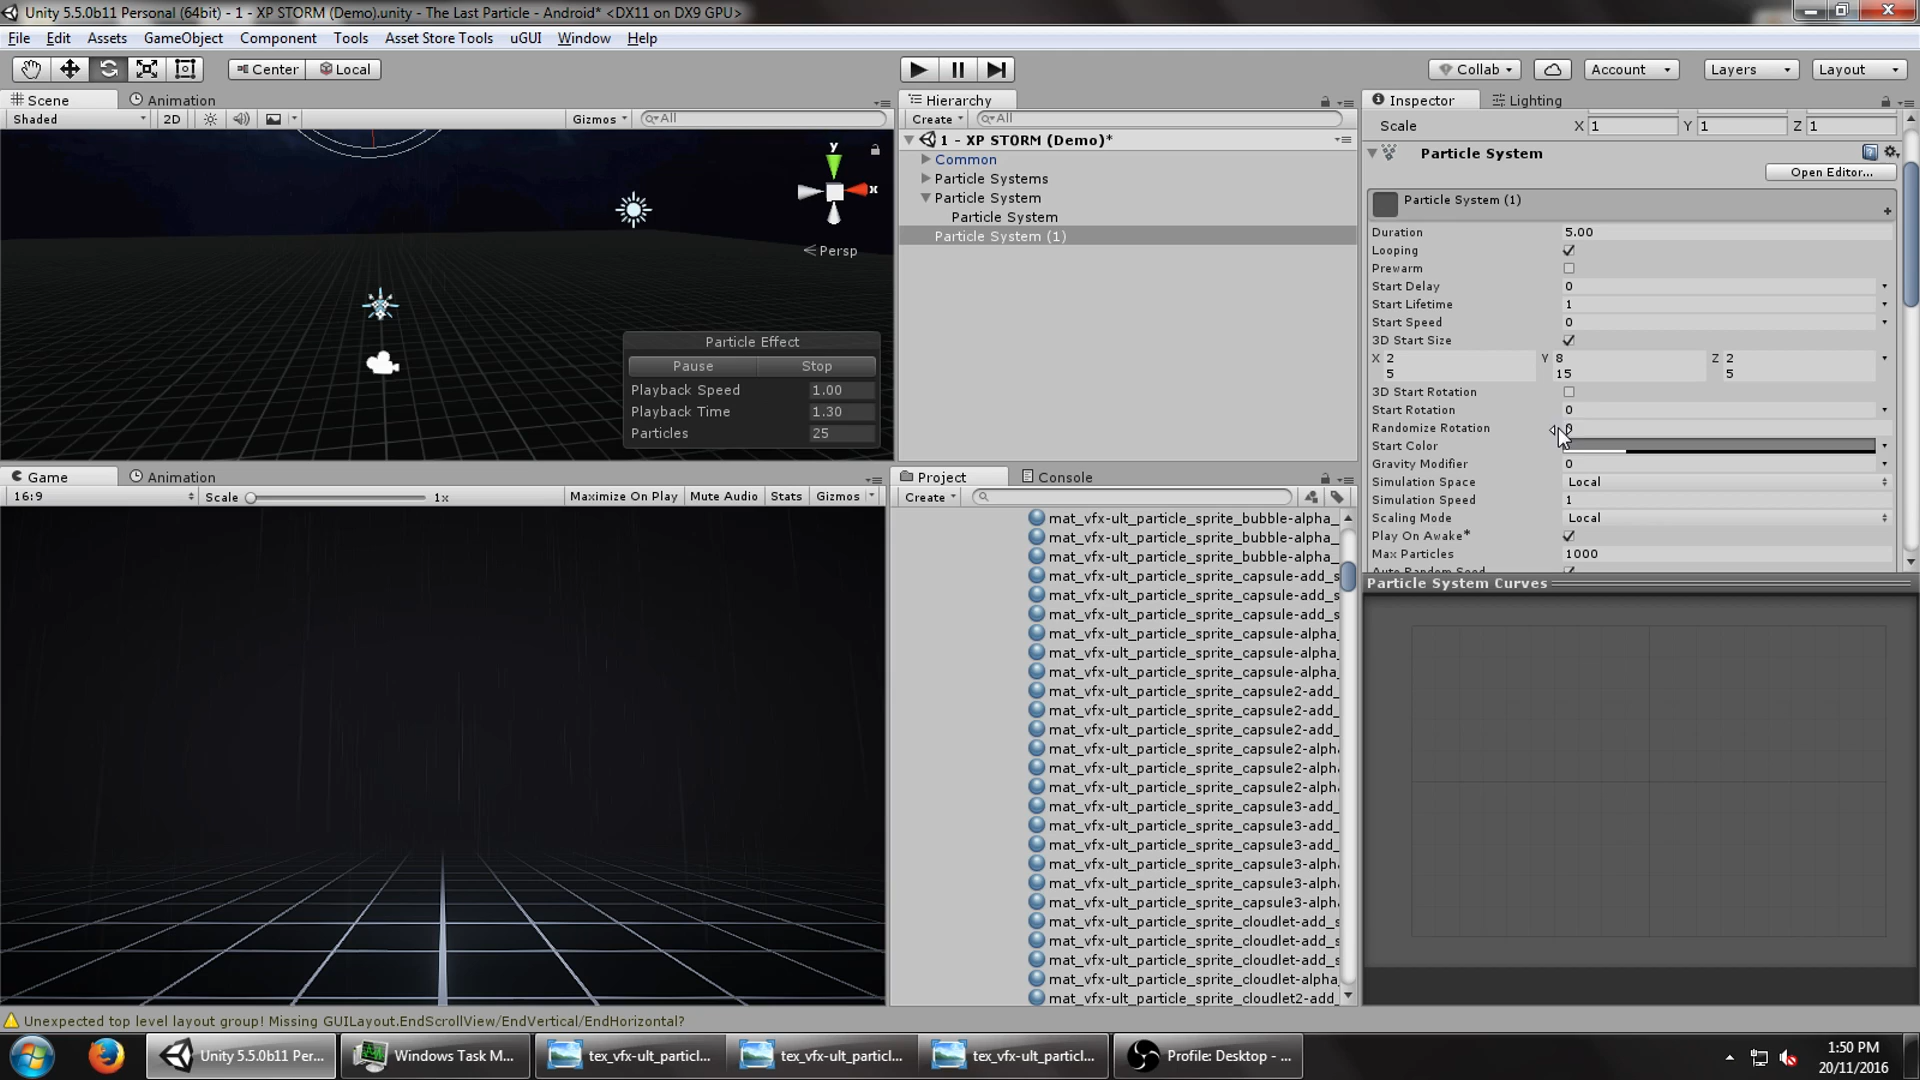 Unity 5.5.0b11 Personal (64bit) - 1 - XP STORM (Demo).unity - The Last Particle - Android* <DX11 on DX9 GPU>
File Edit Assets GameObject Component Tools Asset Store Tools uGUI Window Help
Center Local Collab Account Layers Layout
Scene Animation
Shaded 2D Gizmos All
y
x
Persp
Particle Effect
Pause Stop
Playback Speed 1.00
Playback Time 1.30
Particles 25
Game Animation
16:9 Scale 1x Maximize On Play Mute Audio Stats Gizmos
Hierarchy
Create All
1 - XP STORM (Demo)*
Common
Particle Systems
Particle System
Particle System
Particle System (1)
Project Console
Create
mat_vfx-ult_particle_sprite_bubble-alpha_
mat_vfx-ult_particle_sprite_bubble-alpha_
mat_vfx-ult_particle_sprite_bubble-alpha_
mat_vfx-ult_particle_sprite_capsule-add_s
mat_vfx-ult_particle_sprite_capsule-add_s
mat_vfx-ult_particle_sprite_capsule-add_s
mat_vfx-ult_particle_sprite_capsule-alpha_
mat_vfx-ult_particle_sprite_capsule-alpha_
mat_vfx-ult_particle_sprite_capsule-alpha_
mat_vfx-ult_particle_sprite_capsule2-add_
mat_vfx-ult_particle_sprite_capsule2-add_
mat_vfx-ult_particle_sprite_capsule2-add_
mat_vfx-ult_particle_sprite_capsule2-alph
mat_vfx-ult_particle_sprite_capsule2-alph
mat_vfx-ult_particle_sprite_capsule2-alph
mat_vfx-ult_particle_sprite_capsule3-add_
mat_vfx-ult_particle_sprite_capsule3-add_
mat_vfx-ult_particle_sprite_capsule3-add_
mat_vfx-ult_particle_sprite_capsule3-alph
mat_vfx-ult_particle_sprite_capsule3-alph
mat_vfx-ult_particle_sprite_capsule3-alph
mat_vfx-ult_particle_sprite_cloudlet-add_s
mat_vfx-ult_particle_sprite_cloudlet-add_s
mat_vfx-ult_particle_sprite_cloudlet-add_s
mat_vfx-ult_particle_sprite_cloudlet-alpha
mat_vfx-ult_particle_sprite_cloudlet2-add_
Inspector Lighting
Scale X 1 Y 1 Z 1
Particle System
Open Editor...
Particle System (1)
Duration 5.00
Looping
Prewarm
Start Delay 0
Start Lifetime 1
Start Speed 0
3D Start Size
X 2 Y 8 Z 2
5 15 5
3D Start Rotation
Start Rotation 0
Randomize Rotation
Start Color
Gravity Modifier 0
Simulation Space Local
Simulation Speed 1
Scaling Mode Local
Play On Awake*
Max Particles 1000
Auto Random Seed
Particle System Curves
Unexpected top level layout group! Missing GUILayout.EndScrollView/EndVertical/EndHorizontal?
Unity 5.5.0b11 Per... Windows Task M... tex_vfx-ult_particl... tex_vfx-ult_particl... tex_vfx-ult_particl... Profile: Desktop - ...
1:50 PM
20/11/2016